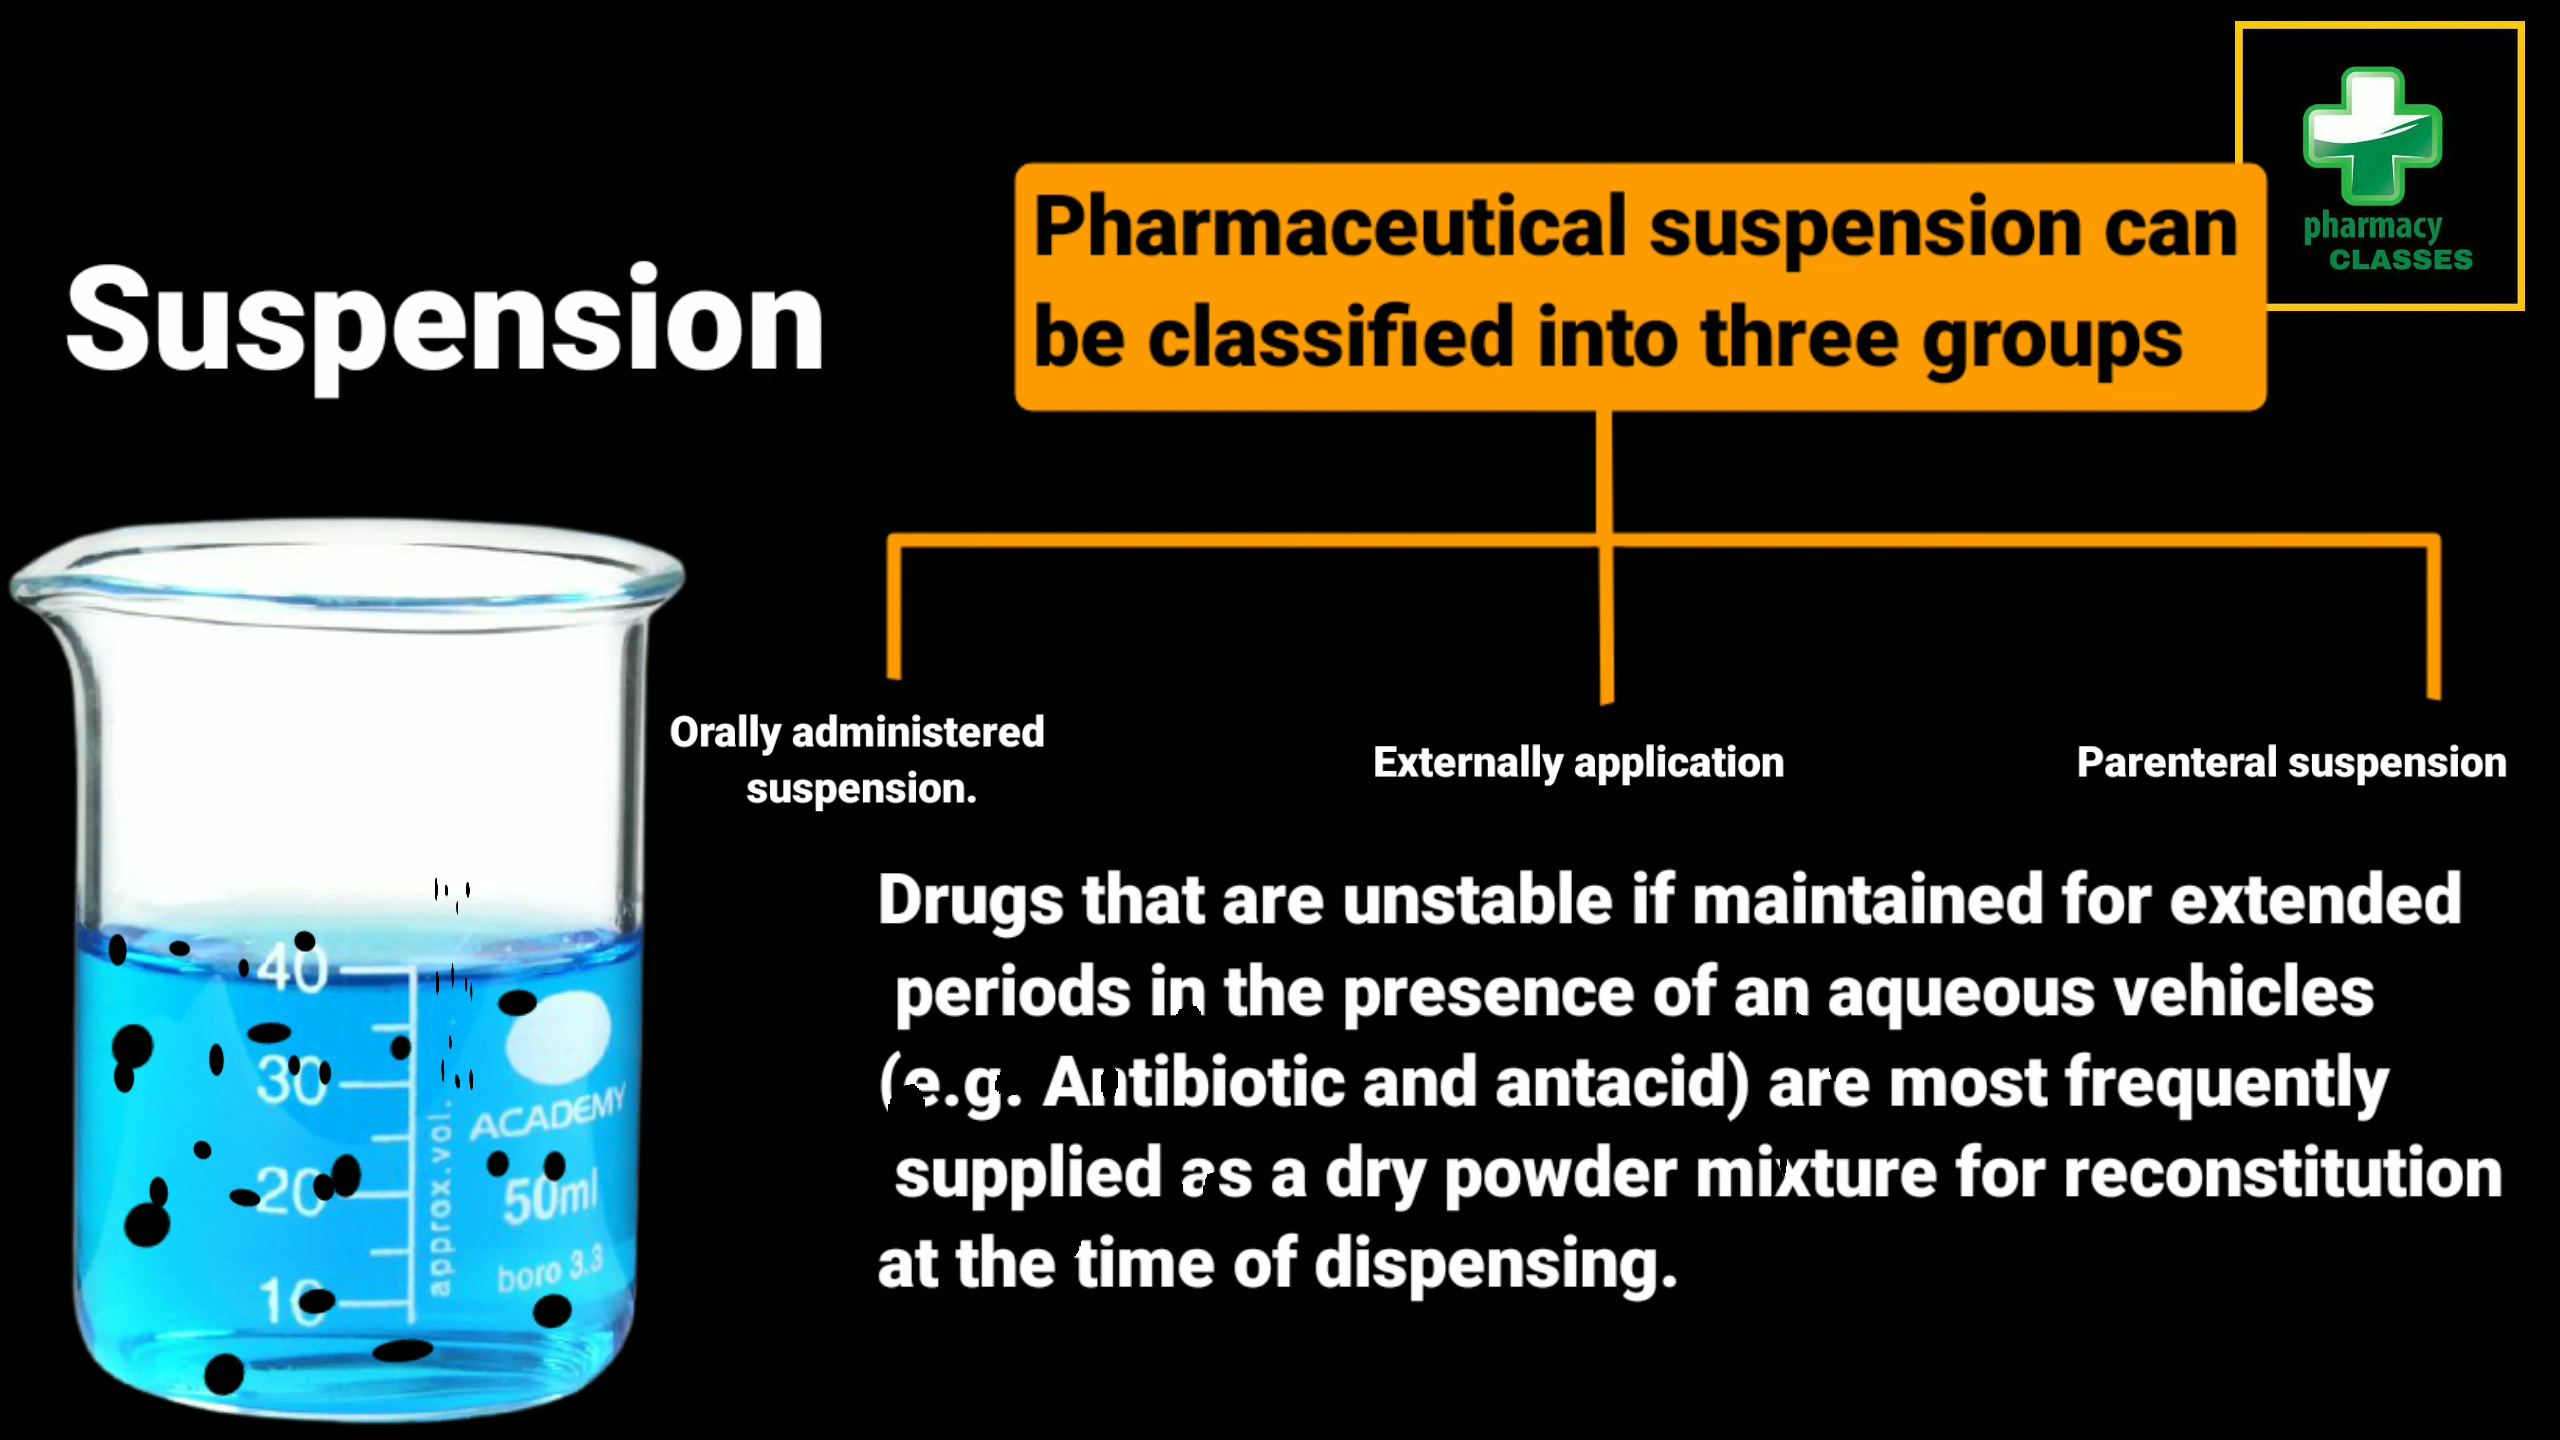 pharmacy
CLASSES
Pharmaceutical suspension can
be classified into three groups
Suspension
Orally administered
suspension.
Externally application
Parenteral suspension
Drugs that are unstable if maintained for extended
periods in the presence of an aqueous vehicles
(e.g. Antibiotic and antacid) are most frequently
supplied as a dry powder mixture for reconstitution
at the time of dispensing.
40
30
20
10
approx.vol.
ACADEMY
50ml
boro 3.3